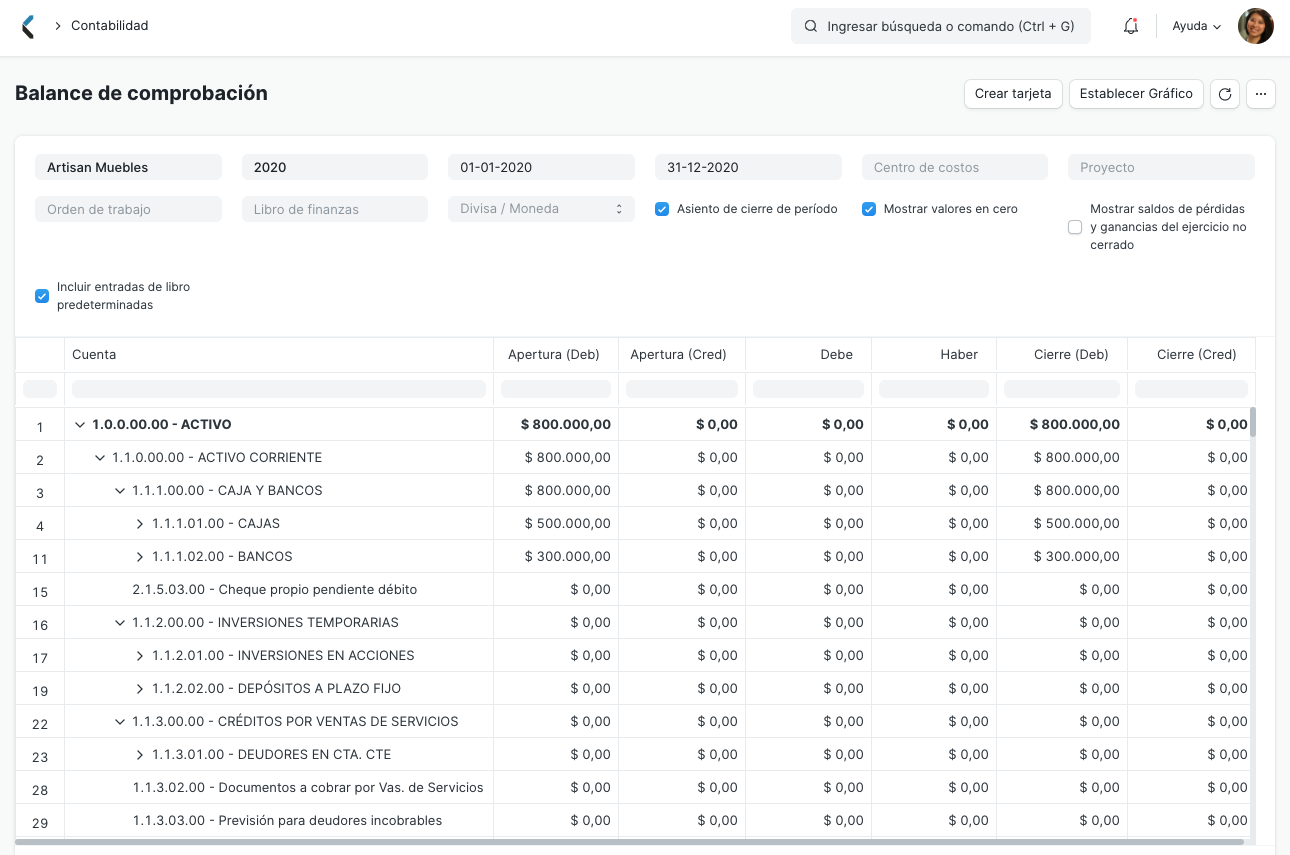 Contabilidad
Ingresar búsqueda o comando (Ctrl + G)
Ayuda
Balance de comprobación
Crear tarjeta
Establecer Gráfico
Artisan Muebles
2020
01-01-2020
31-12-2020
Centro de costos
Proyecto
Orden de trabajo
Libro de finanzas
Divisa / Moneda
Asiento de cierre de período
Mostrar valores en cero
Mostrar saldos de pérdidas
y ganancias del ejercicio no
cerrado
Incluir entradas de libro
predeterminadas
Cuenta Apertura (Deb) Apertura (Cred) Debe Haber Cierre (Deb) Cierre (Cred)
1 1.0.0.00.00 - ACTIVO $ 800.000,00 $ 0,00 $ 0,00 $ 0,00 $ 800.000,00 $ 0,00
2 1.1.0.00.00 - ACTIVO CORRIENTE $ 800.000,00 $ 0,00 $ 0,00 $ 0,00 $ 800.000,00 $ 0,00
3 1.1.1.00.00 - CAJA Y BANCOS $ 800.000,00 $ 0,00 $ 0,00 $ 0,00 $ 800.000,00 $ 0,00
4 1.1.1.01.00 - CAJAS $ 500.000,00 $ 0,00 $ 0,00 $ 0,00 $ 500.000,00 $ 0,00
11 1.1.1.02.00 - BANCOS $ 300.000,00 $ 0,00 $ 0,00 $ 0,00 $ 300.000,00 $ 0,00
15 2.1.5.03.00 - Cheque propio pendiente débito $ 0,00 $ 0,00 $ 0,00 $ 0,00 $ 0,00 $ 0,00
16 1.1.2.00.00 - INVERSIONES TEMPORARIAS $ 0,00 $ 0,00 $ 0,00 $ 0,00 $ 0,00 $ 0,00
17 1.1.2.01.00 - INVERSIONES EN ACCIONES $ 0,00 $ 0,00 $ 0,00 $ 0,00 $ 0,00 $ 0,00
19 1.1.2.02.00 - DEPÓSITOS A PLAZO FIJO $ 0,00 $ 0,00 $ 0,00 $ 0,00 $ 0,00 $ 0,00
22 1.1.3.00.00 - CRÉDITOS POR VENTAS DE SERVICIOS $ 0,00 $ 0,00 $ 0,00 $ 0,00 $ 0,00 $ 0,00
23 1.1.3.01.00 - DEUDORES EN CTA. CTE $ 0,00 $ 0,00 $ 0,00 $ 0,00 $ 0,00 $ 0,00
28 1.1.3.02.00 - Documentos a cobrar por Vas. de Servicios $ 0,00 $ 0,00 $ 0,00 $ 0,00 $ 0,00 $ 0,00
29 1.1.3.03.00 - Previsión para deudores incobrables $ 0,00 $ 0,00 $ 0,00 $ 0,00 $ 0,00 $ 0,00